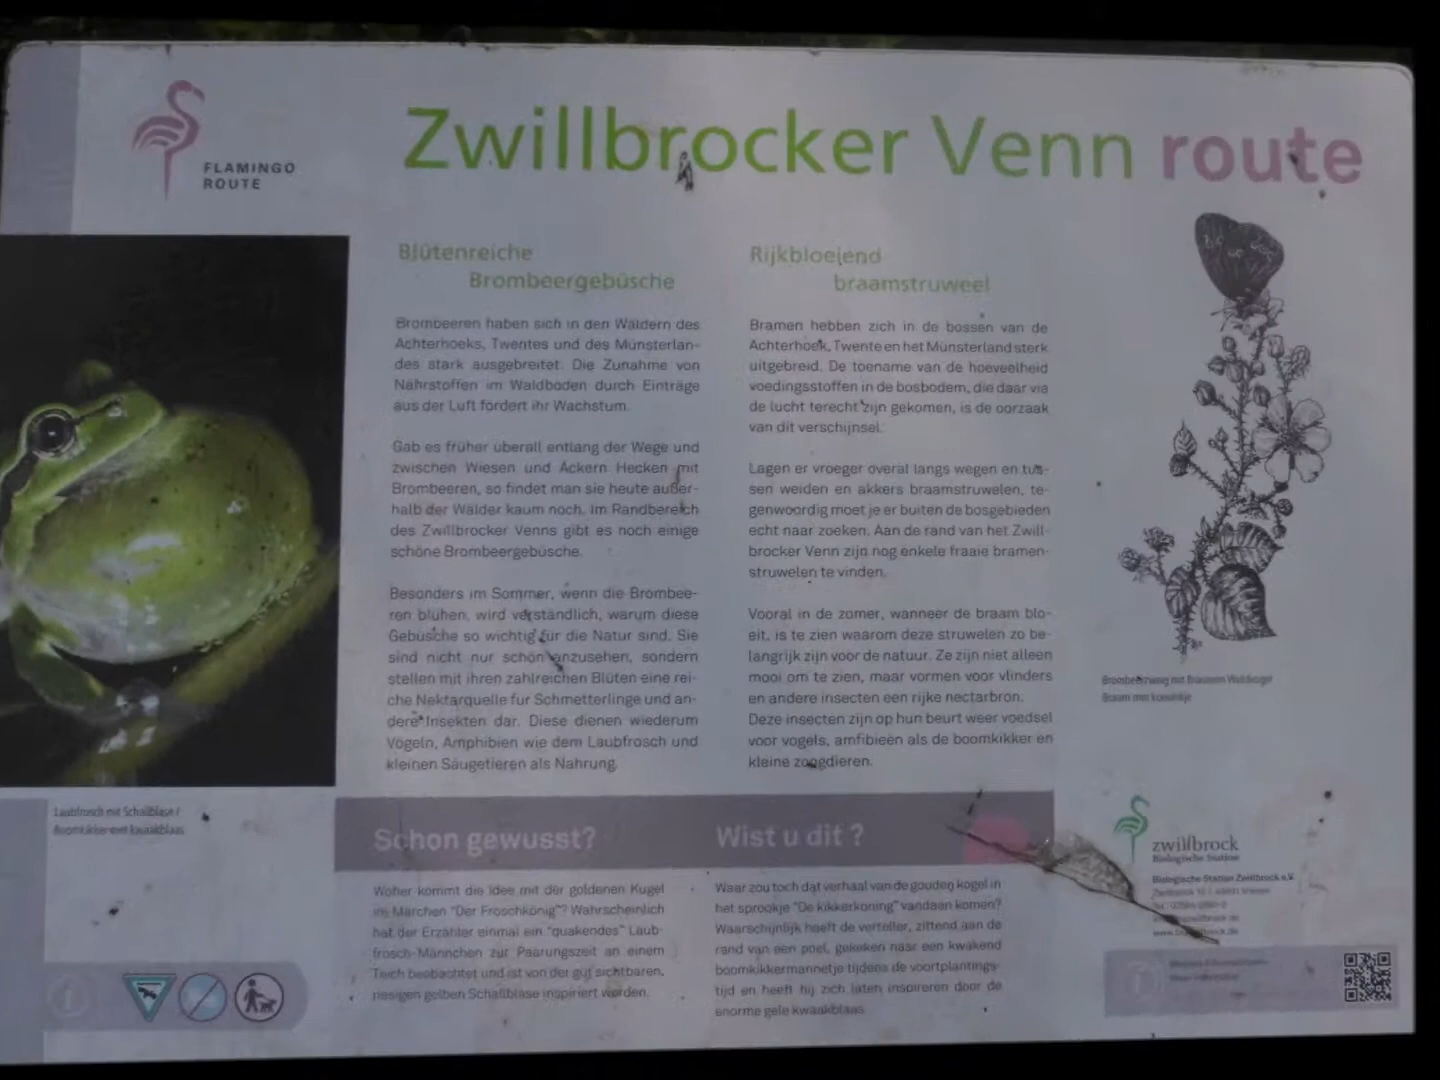 FLAMINGO
ROUTE
Zwillbrocker Venn route
Blütenreiche
Brombeergebüsche
Brombeeren haben sich in den Wäldern des
Achterhoeks, Twentes und des Münsterlan-
des stark ausgebreitet. Die Zunahme von
Nährstoffen im Waldboden durch Einträge
aus der Luft fördert ihr Wachstum.
Gab es früher überall entlang der Wege und
zwischen Wiesen und Äckern Hecken mit
Brombeeren, so findet man sie heute außer-
halb der Wälder kaum noch. Im Randbereich
des Zwillbrocker Venns gibt es noch einige
schöne Brombeergebüsche.
Besonders im Sommer, wenn die Brombee-
ren blühen, wird verständlich, warum diese
Gebüsche so wichtig für die Natur sind. Sie
sind nicht nur schön anzusehen, sondern
stellen mit ihren zahlreichen Blüten eine rei-
che Nektarquelle für Schmetterlinge und an-
dere Insekten dar. Diese dienen wiederum
Vögeln, Amphibien wie dem Laubfrosch und
kleinen Säugetieren als Nahrung.
Rijkbloeiend
braamstruweel
Bramen hebben zich in de bossen van de
Achterhoek, Twente en het Münsterland sterk
uitgebreid. De toename van de hoeveelheid
voedingsstoffen in de bosbodem, die daar via
de lucht terecht zijn gekomen, is de oorzaak
van dit verschijnsel.
Lagen er vroeger overal langs wegen en tus-
sen weiden en akkers braamstruwelen, te-
genwoordig moet je er buiten de bosgebieden
echt naar zoeken. Aan de rand van het Zwill-
brocker Venn zijn nog enkele fraaie bramen-
struwelen te vinden.
Vooral in de zomer, wanneer de braam blo-
eit, is te zien waarom deze struwelen zo be-
langrijk zijn voor de natuur. Ze zijn niet alleen
mooi om te zien, maar vormen voor vlinders
en andere insecten een rijke nectarbron.
Deze insecten zijn op hun beurt weer voedsel
voor vogels, amfibieën als de boomkikker en
kleine zoogdieren.
Brombeerzweig mit Braunem Waldvogel
Braam met koevinkje
Laubfrosch mit Schallblase /
Boomkikker met kwaakblaas
Schon gewusst?
Woher kommt die Idee mit der goldenen Kugel
im Märchen "Der Froschkönig"? Wahrscheinlich
hat der Erzähler einmal ein "quakendes" Laub-
frosch-Männchen zur Paarungszeit an einem
Teich beobachtet und ist von der gut sichtbaren,
riesigen gelben Schallblase inspiriert worden.
Wist u dit ?
Waar zou toch dat verhaal van de gouden kogel in
het sprookje "De kikkerkoning" vandaan komen?
Waarschijnlijk heeft de verteller, zittend aan de
rand van een poel, gekeken naar een kwakend
boomkikkermannetje tijdens de voortplantings-
tijd en heeft hij zich laten inspireren door de
enorme gele kwaakblaas.
zwillbrock
Biologische Station
Biologische Station Zwillbrock e.V.